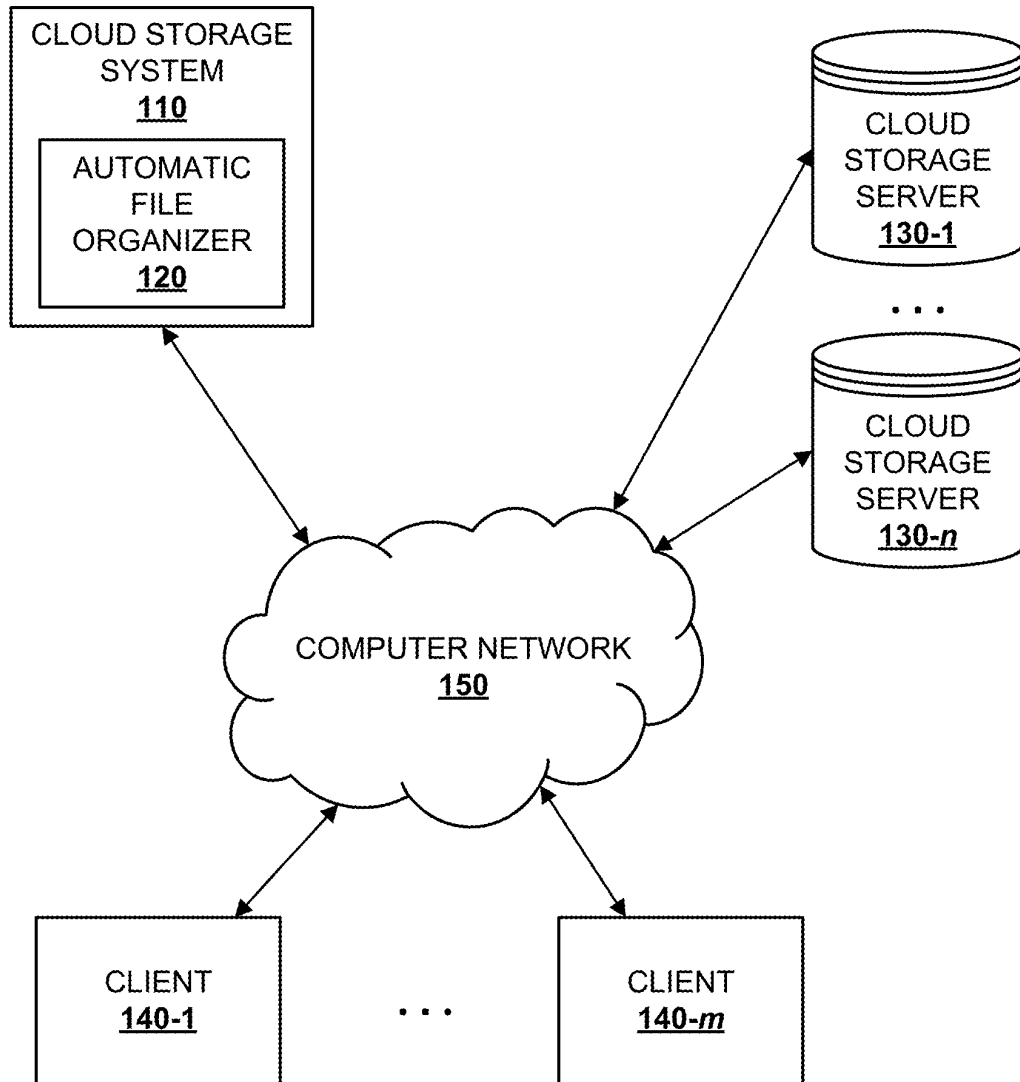 CLOUD STORAGE
SYSTEM
110
AUTOMATIC
FILE
ORGANIZER
120
CLOUD
STORAGE
SERVER
130-1
...
CLOUD
STORAGE
SERVER
130-n
COMPUTER NETWORK
150
CLIENT
140-1
...
CLIENT
140-m